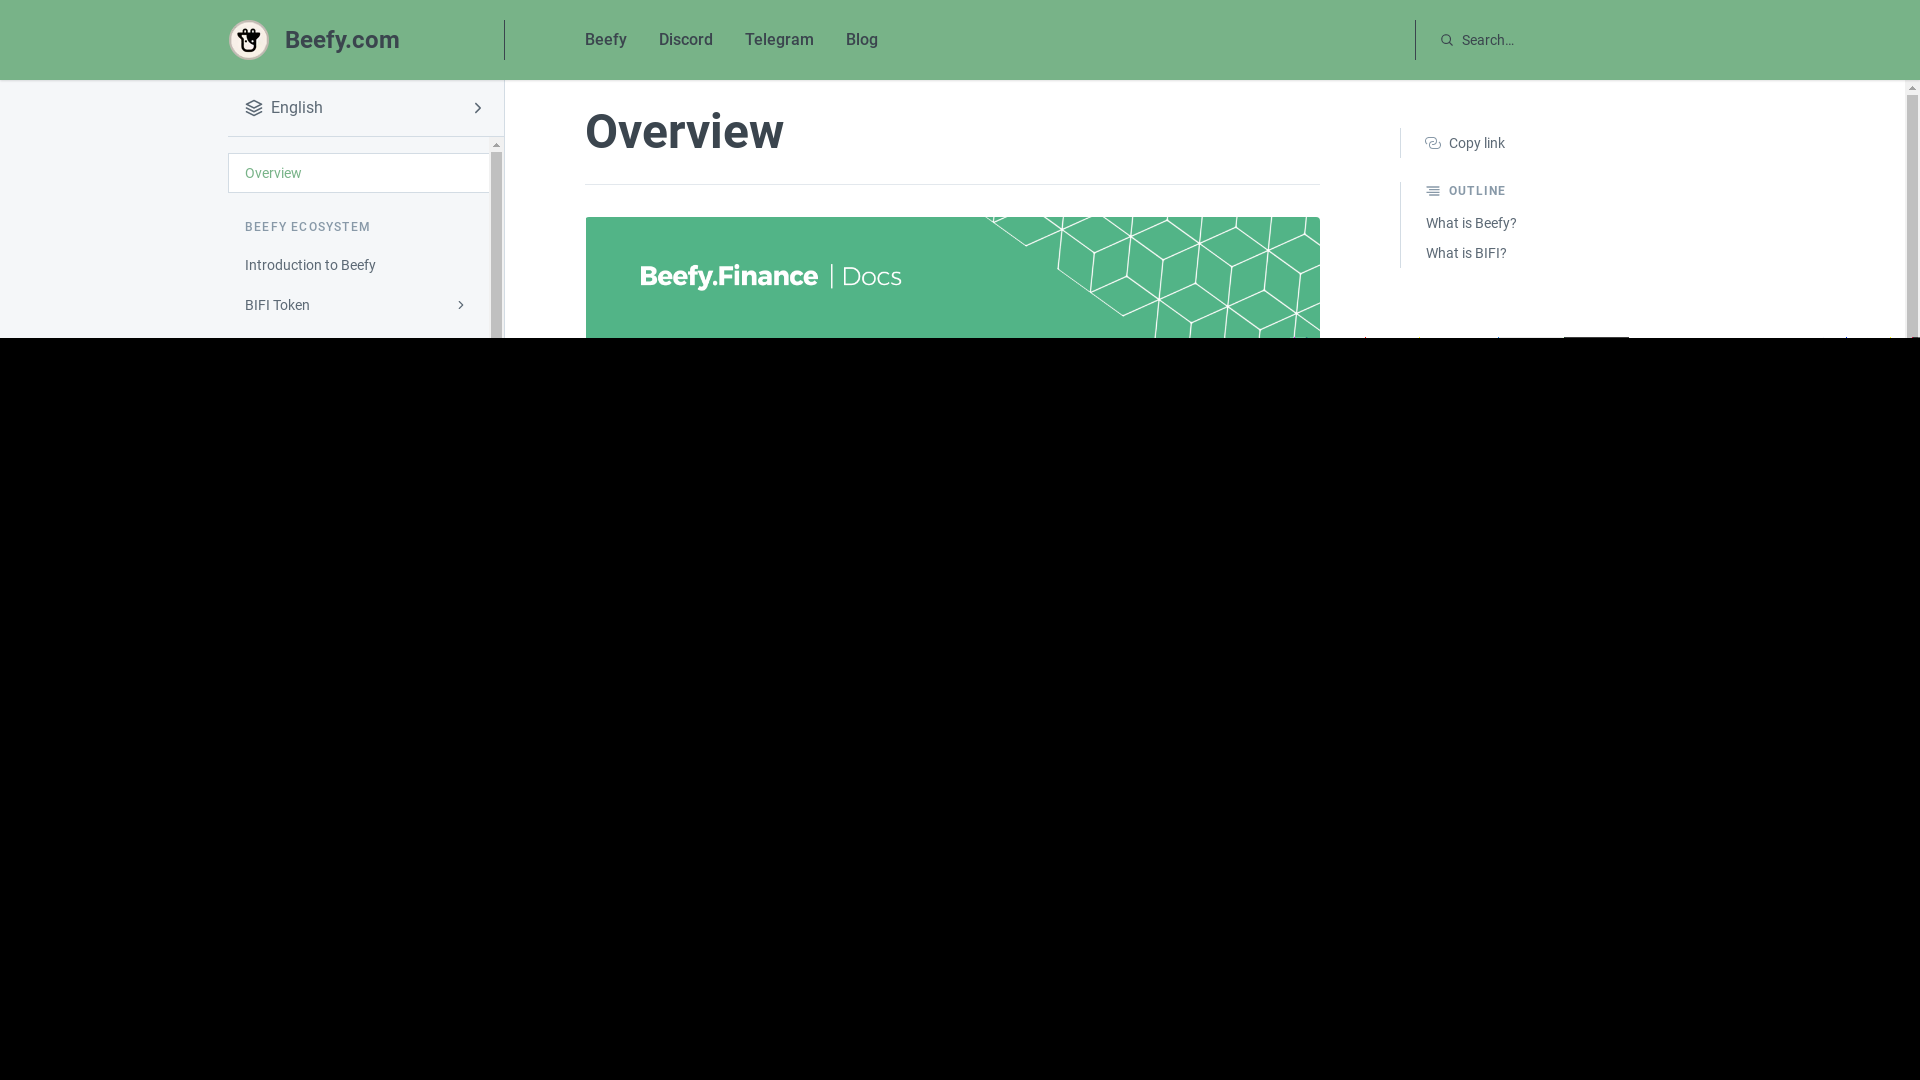 Beefy.com
Beefy
Discord
Telegram
Blog
Search…
English
Overview
BEEFY ECOSYSTEM
Introduction to Beefy
BIFI Token
Overview
Beefy.Finance | Docs
Copy link
OUTLINE
What is Beefy?
What is BIFI?